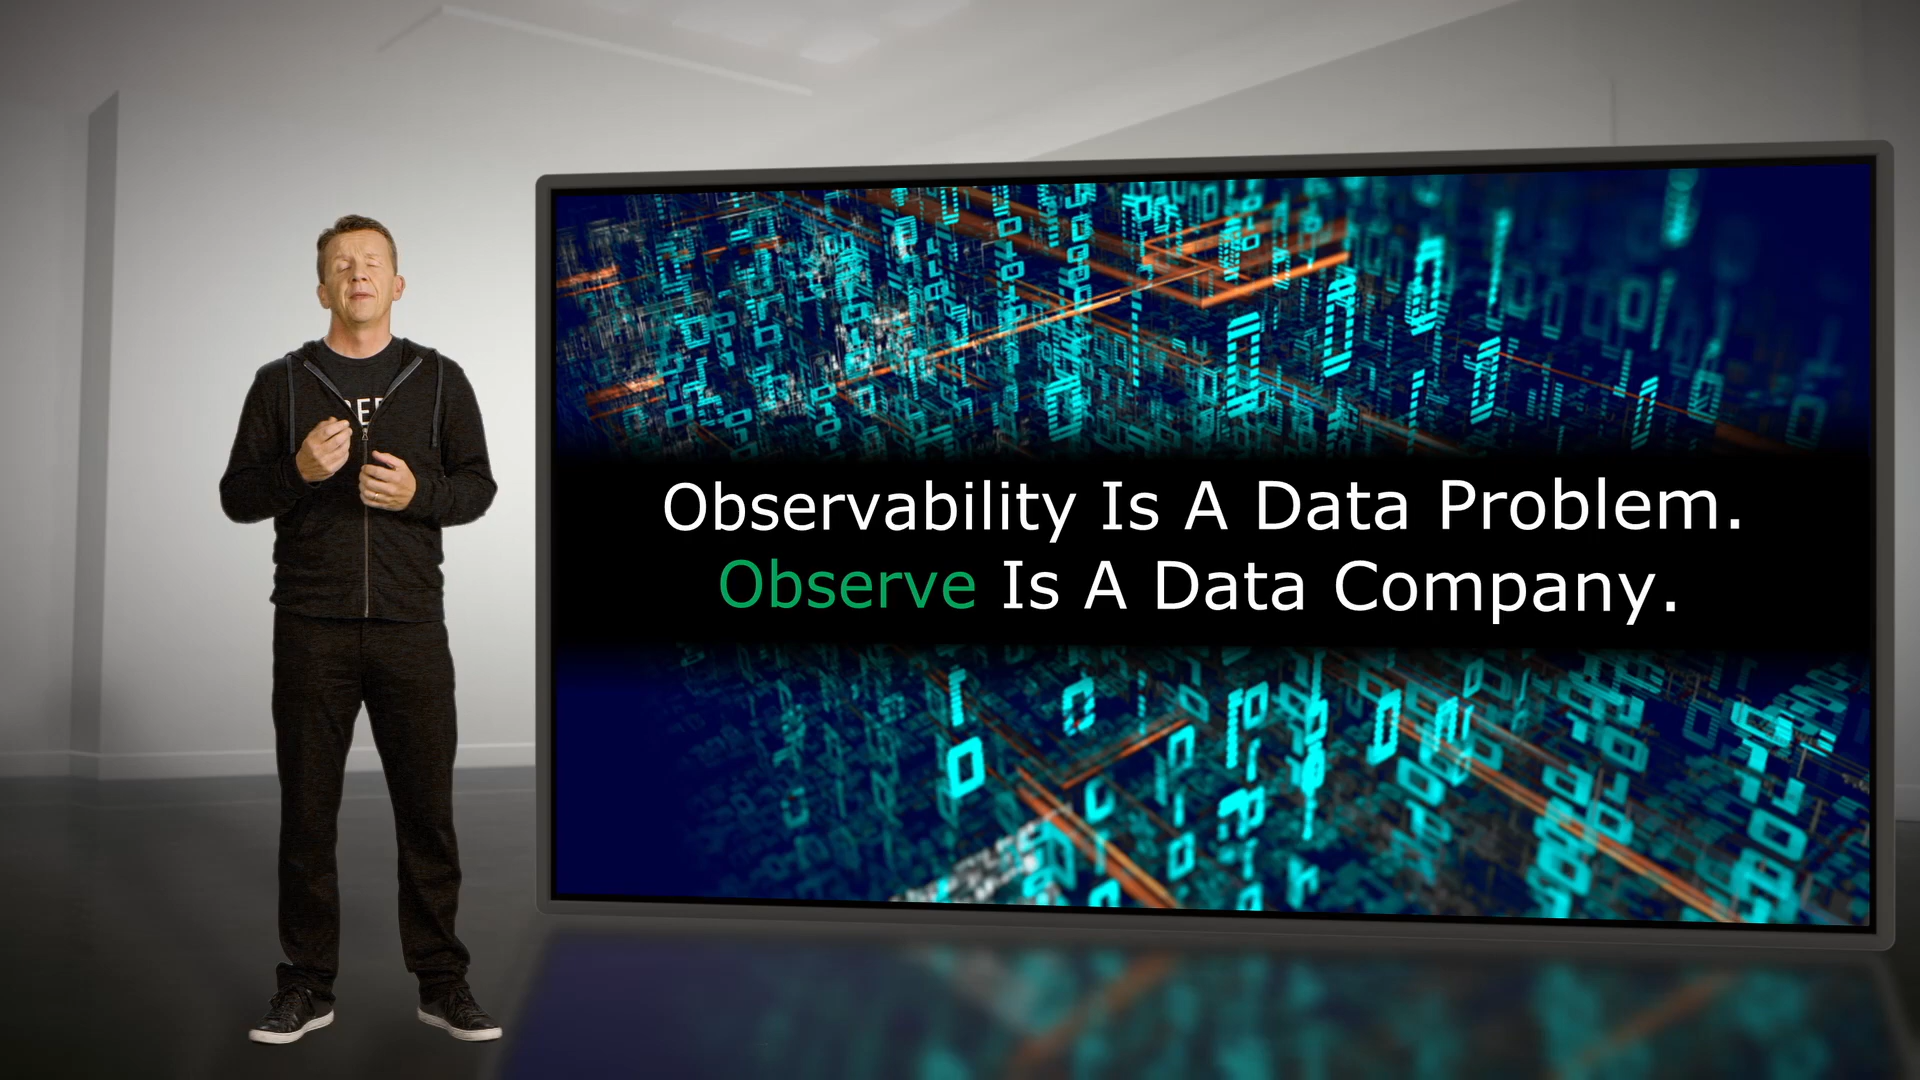 Observability Is A Data Problem.
Observe Is A Data Company.